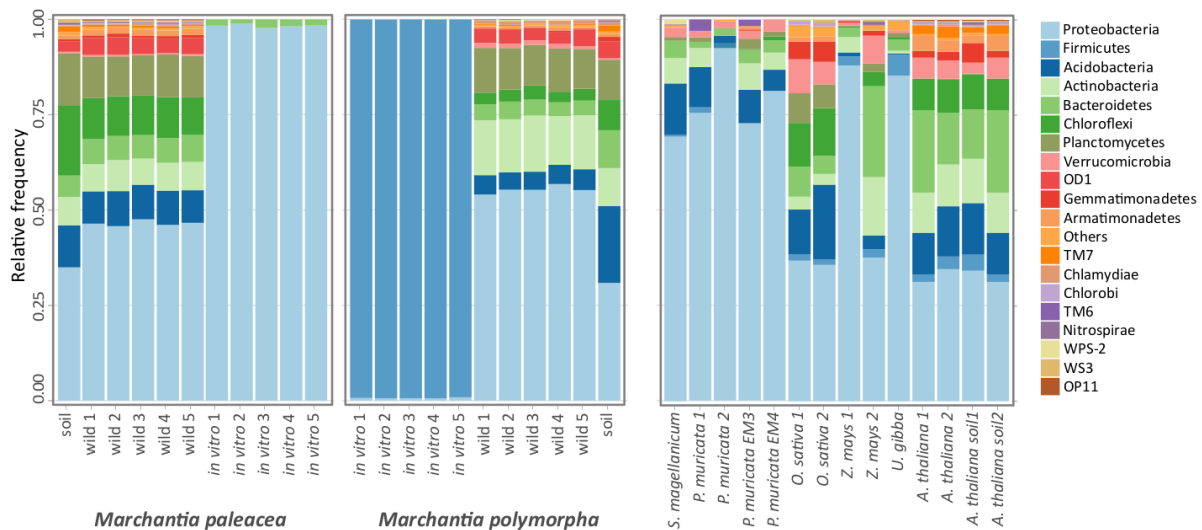 Relative frequency
1.00
0.75
0.50
0.25
0.00
soil
wild 1
wild 2
wild 3
wild 4
wild 5
in vitro 1
in vitro 2
in vitro 3
in vitro 4
in vitro 5
Marchantia paleacea
in vitro 1
in vitro 2
in vitro 3
in vitro 4
in vitro 5
wild 1
wild 2
wild 3
wild 4
wild 5
soil
Marchantia polymorpha
S. magellanicum
P. muricata 1
P. muricata 2
P. muricata EM3
P. muricata EM4
O. sativa 1
O. sativa 2
Z. mays 1
Z. mays 2
U. gibba
A. thaliana 1
A. thaliana 2
A. thaliana soil1
A. thaliana soil2
Proteobacteria
Firmicutes
Acidobacteria
Actinobacteria
Bacteroidetes
Chloroflexi
Planctomycetes
Verrucomicrobia
OD1
Gemmatimonadetes
Armatimonadetes
Others
TM7
Chlamydiae
Chlorobi
TM6
Nitrospirae
WPS-2
WS3
OP11